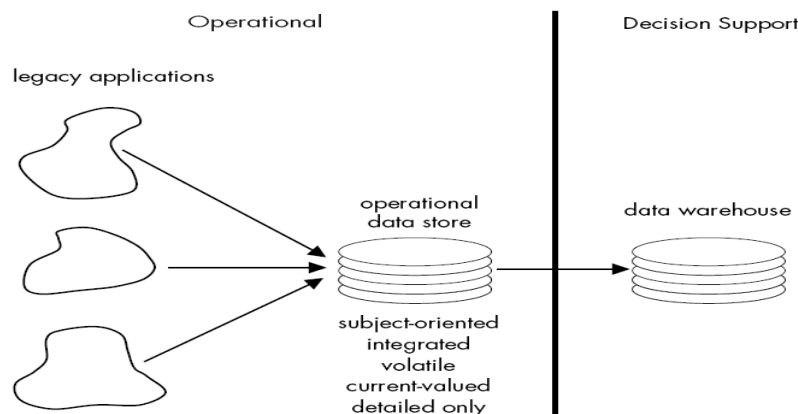 Operational
Decision Support
legacy applications
operational
data store
data warehouse
subject-oriented
integrated
volatile
current-valued
detailed only